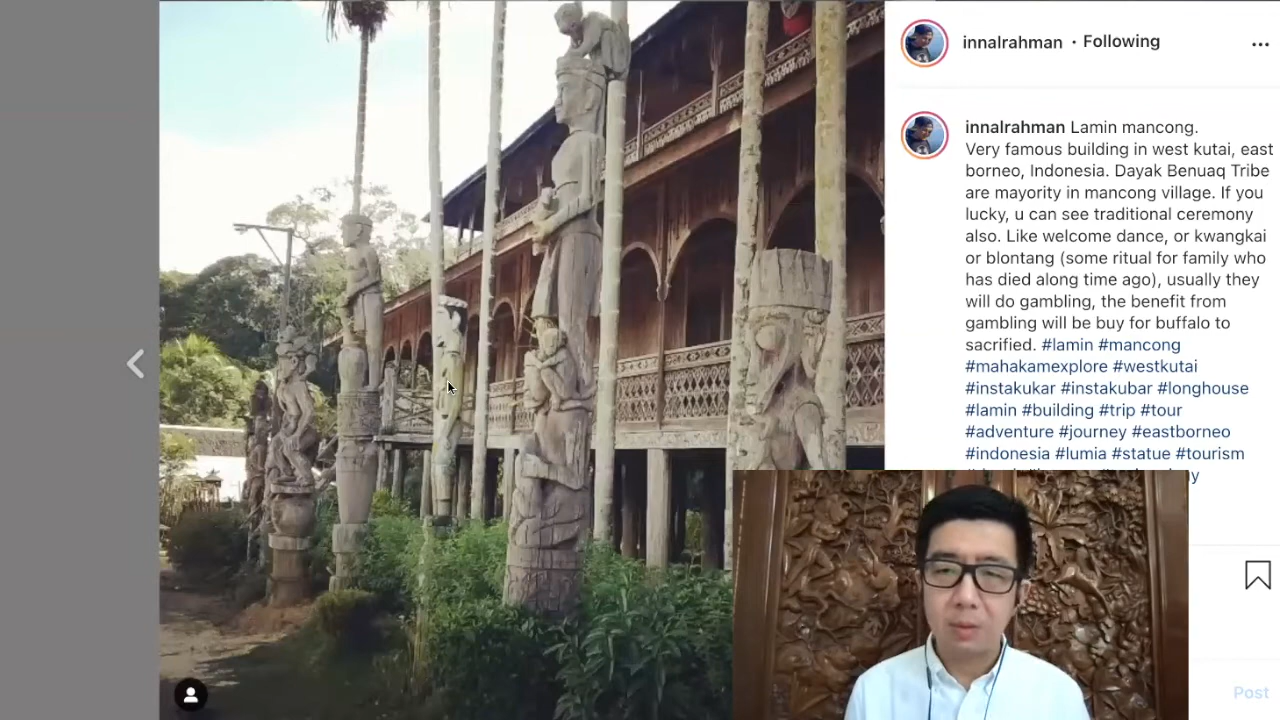 innalrahman · Following
innalrahman Lamin mancong.
Very famous building in west kutai, east
borneo, Indonesia. Dayak Benuaq Tribe
are mayority in mancong village. If you
lucky, u can see traditional ceremony
also. Like welcome dance, or kwangkai
or blontang (some ritual for family who
has died along time ago), usually they
will do gambling, the benefit from
gambling will be buy for buffalo to
sacrified. #lamin #mancong
#mahakamexplore #westkutai
#instakukar #instakubar #longhouse
#lamin #building #trip #tour
#adventure #journey #eastborneo
#indonesia #lumia #statue #tourism
Post